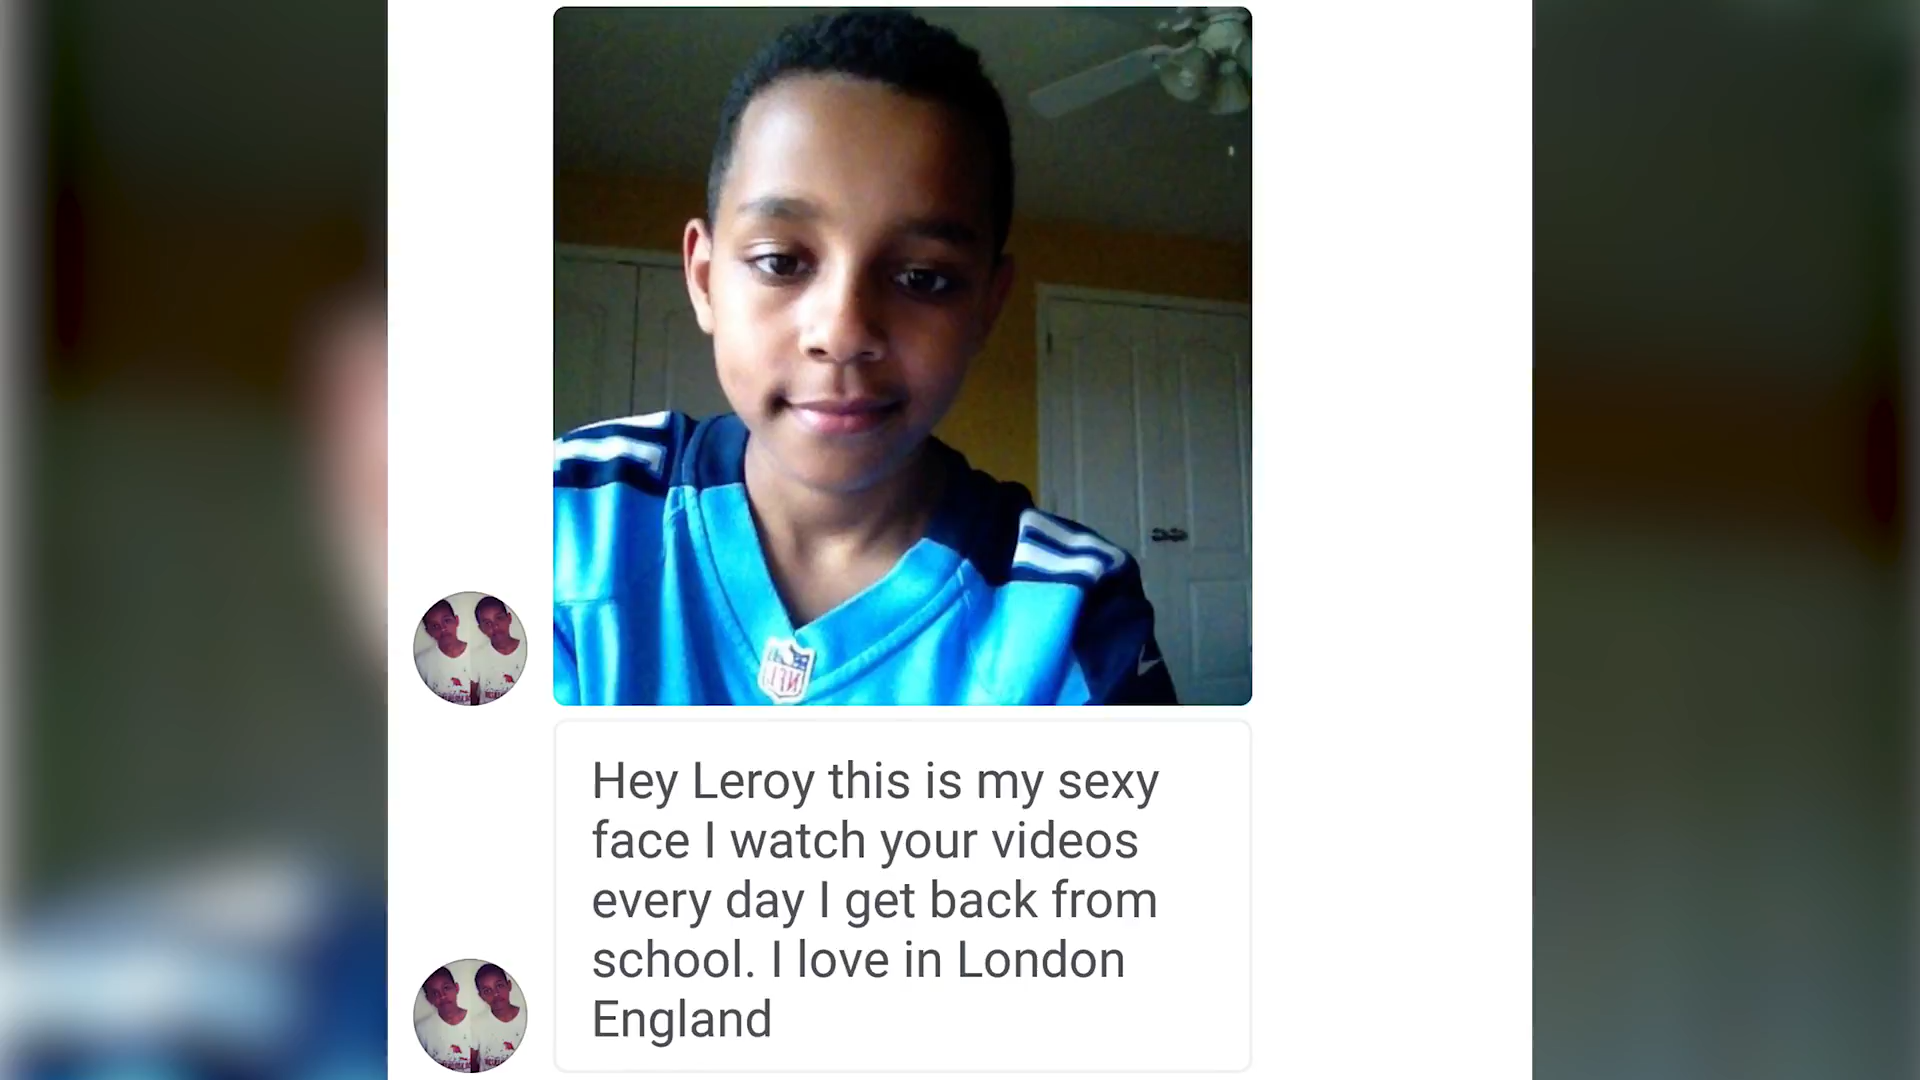 NFL
Hey Leroy this is my sexy
face I watch your videos
every day I get back from
school. I love in London
England